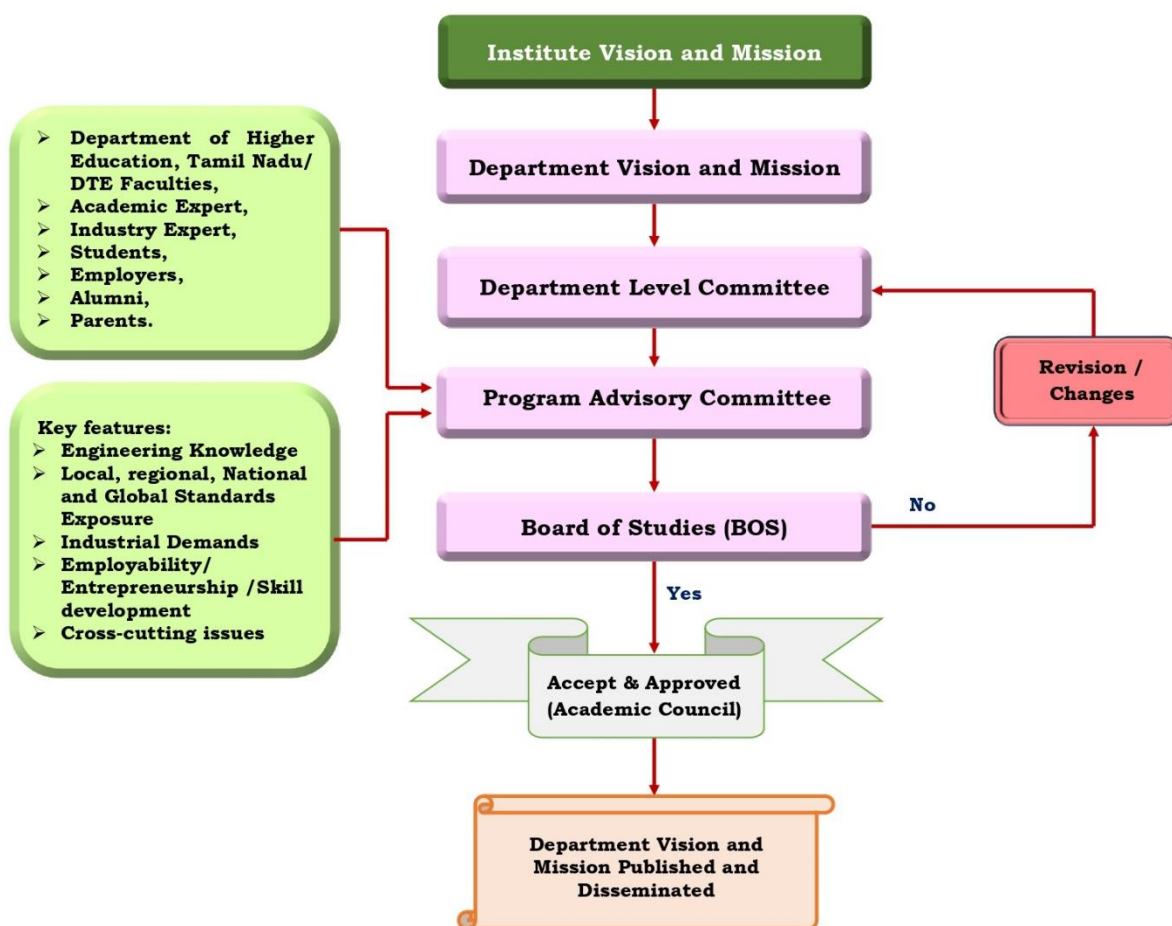 Institute Vision and Mission
Department Vision and Mission
Department Level Committee
Program Advisory Committee
Board of Studies (BOS)
➢ Department of Higher
Education, Tamil Nadu/
DTE Faculties,
➢ Academic Expert,
➢ Industry Expert,
➢ Students,
➢ Employers,
➢ Alumni,
➢ Parents.
Key features:
➢ Engineering Knowledge
➢ Local, regional, National
and Global Standards
Exposure
➢ Industrial Demands
➢ Employability/
Entrepreneurship /Skill
development
➢ Cross-cutting issues
Revision /
Changes
No
Yes
Accept & Approved
(Academic Council)
Department Vision and
Mission Published and
Disseminated